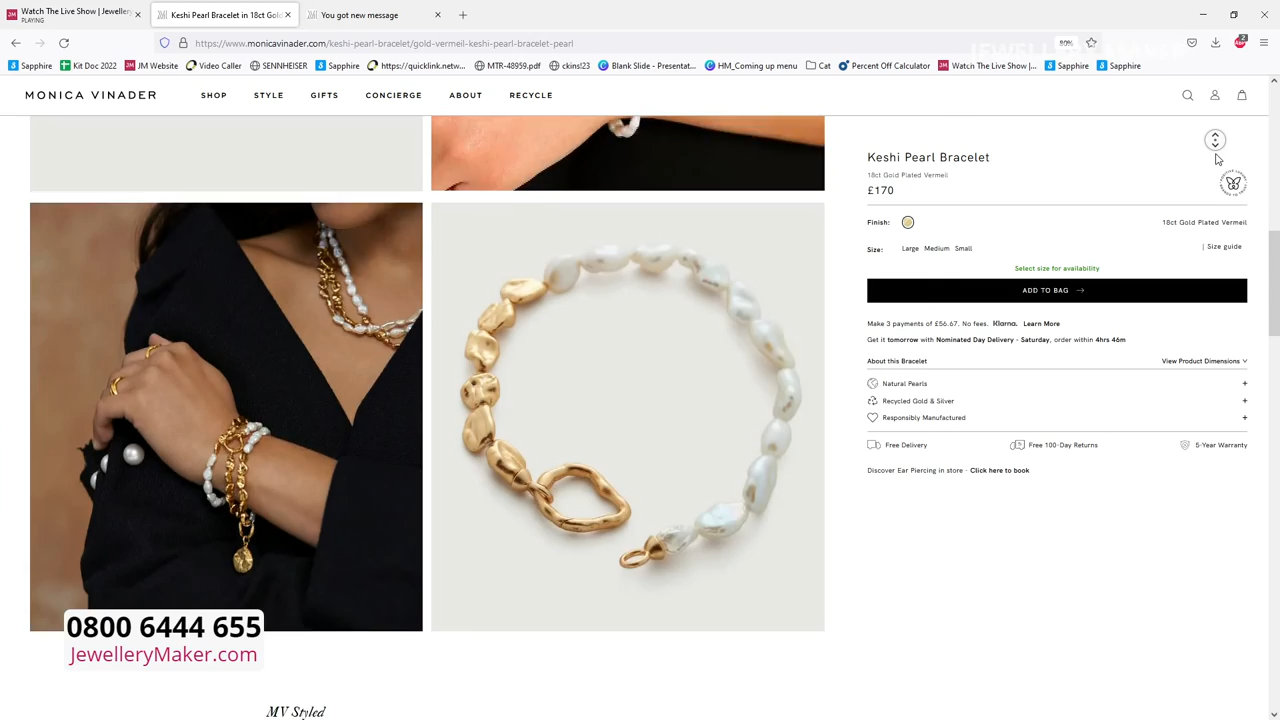 Watch The Live Show | Jewellery
PLAYING
Keshi Pearl Bracelet in 18ct Gold
You got new message
https://www.monicavinader.com/keshi-pearl-bracelet/gold-vermeil-keshi-pearl-bracelet-pearl
80%
2
Sapphire
Kit Doc 2022
JM Website
Video Caller
SENNHEISER
Sapphire
https://quicklink.netw...
MTR-48959.pdf
ckins!23
Blank Slide - Presentat...
HM_Coming up menu
Cat
Percent Off Calculator
Watch The Live Show |...
Sapphire
Sapphire
MONICA VINADER
SHOP
STYLE
GIFTS
CONCIERGE
ABOUT
RECYCLE
Keshi Pearl Bracelet
18ct Gold Plated Vermeil
£170
Finish:
18ct Gold Plated Vermeil
Size:
Large Medium Small
| Size guide
Select size for availability
ADD TO BAG
Make 3 payments of £56.67. No fees. Klarna. Learn More
Get it tomorrow with Nominated Day Delivery - Saturday, order within 4hrs 46m
About this Bracelet
View Product Dimensions
Natural Pearls +
Recycled Gold & Silver +
Responsibly Manufactured +
Free Delivery
Free 100-Day Returns
5-Year Warranty
Discover Ear Piercing in store - Click here to book
0800 6444 655
JewelleryMaker.com
MV Styled